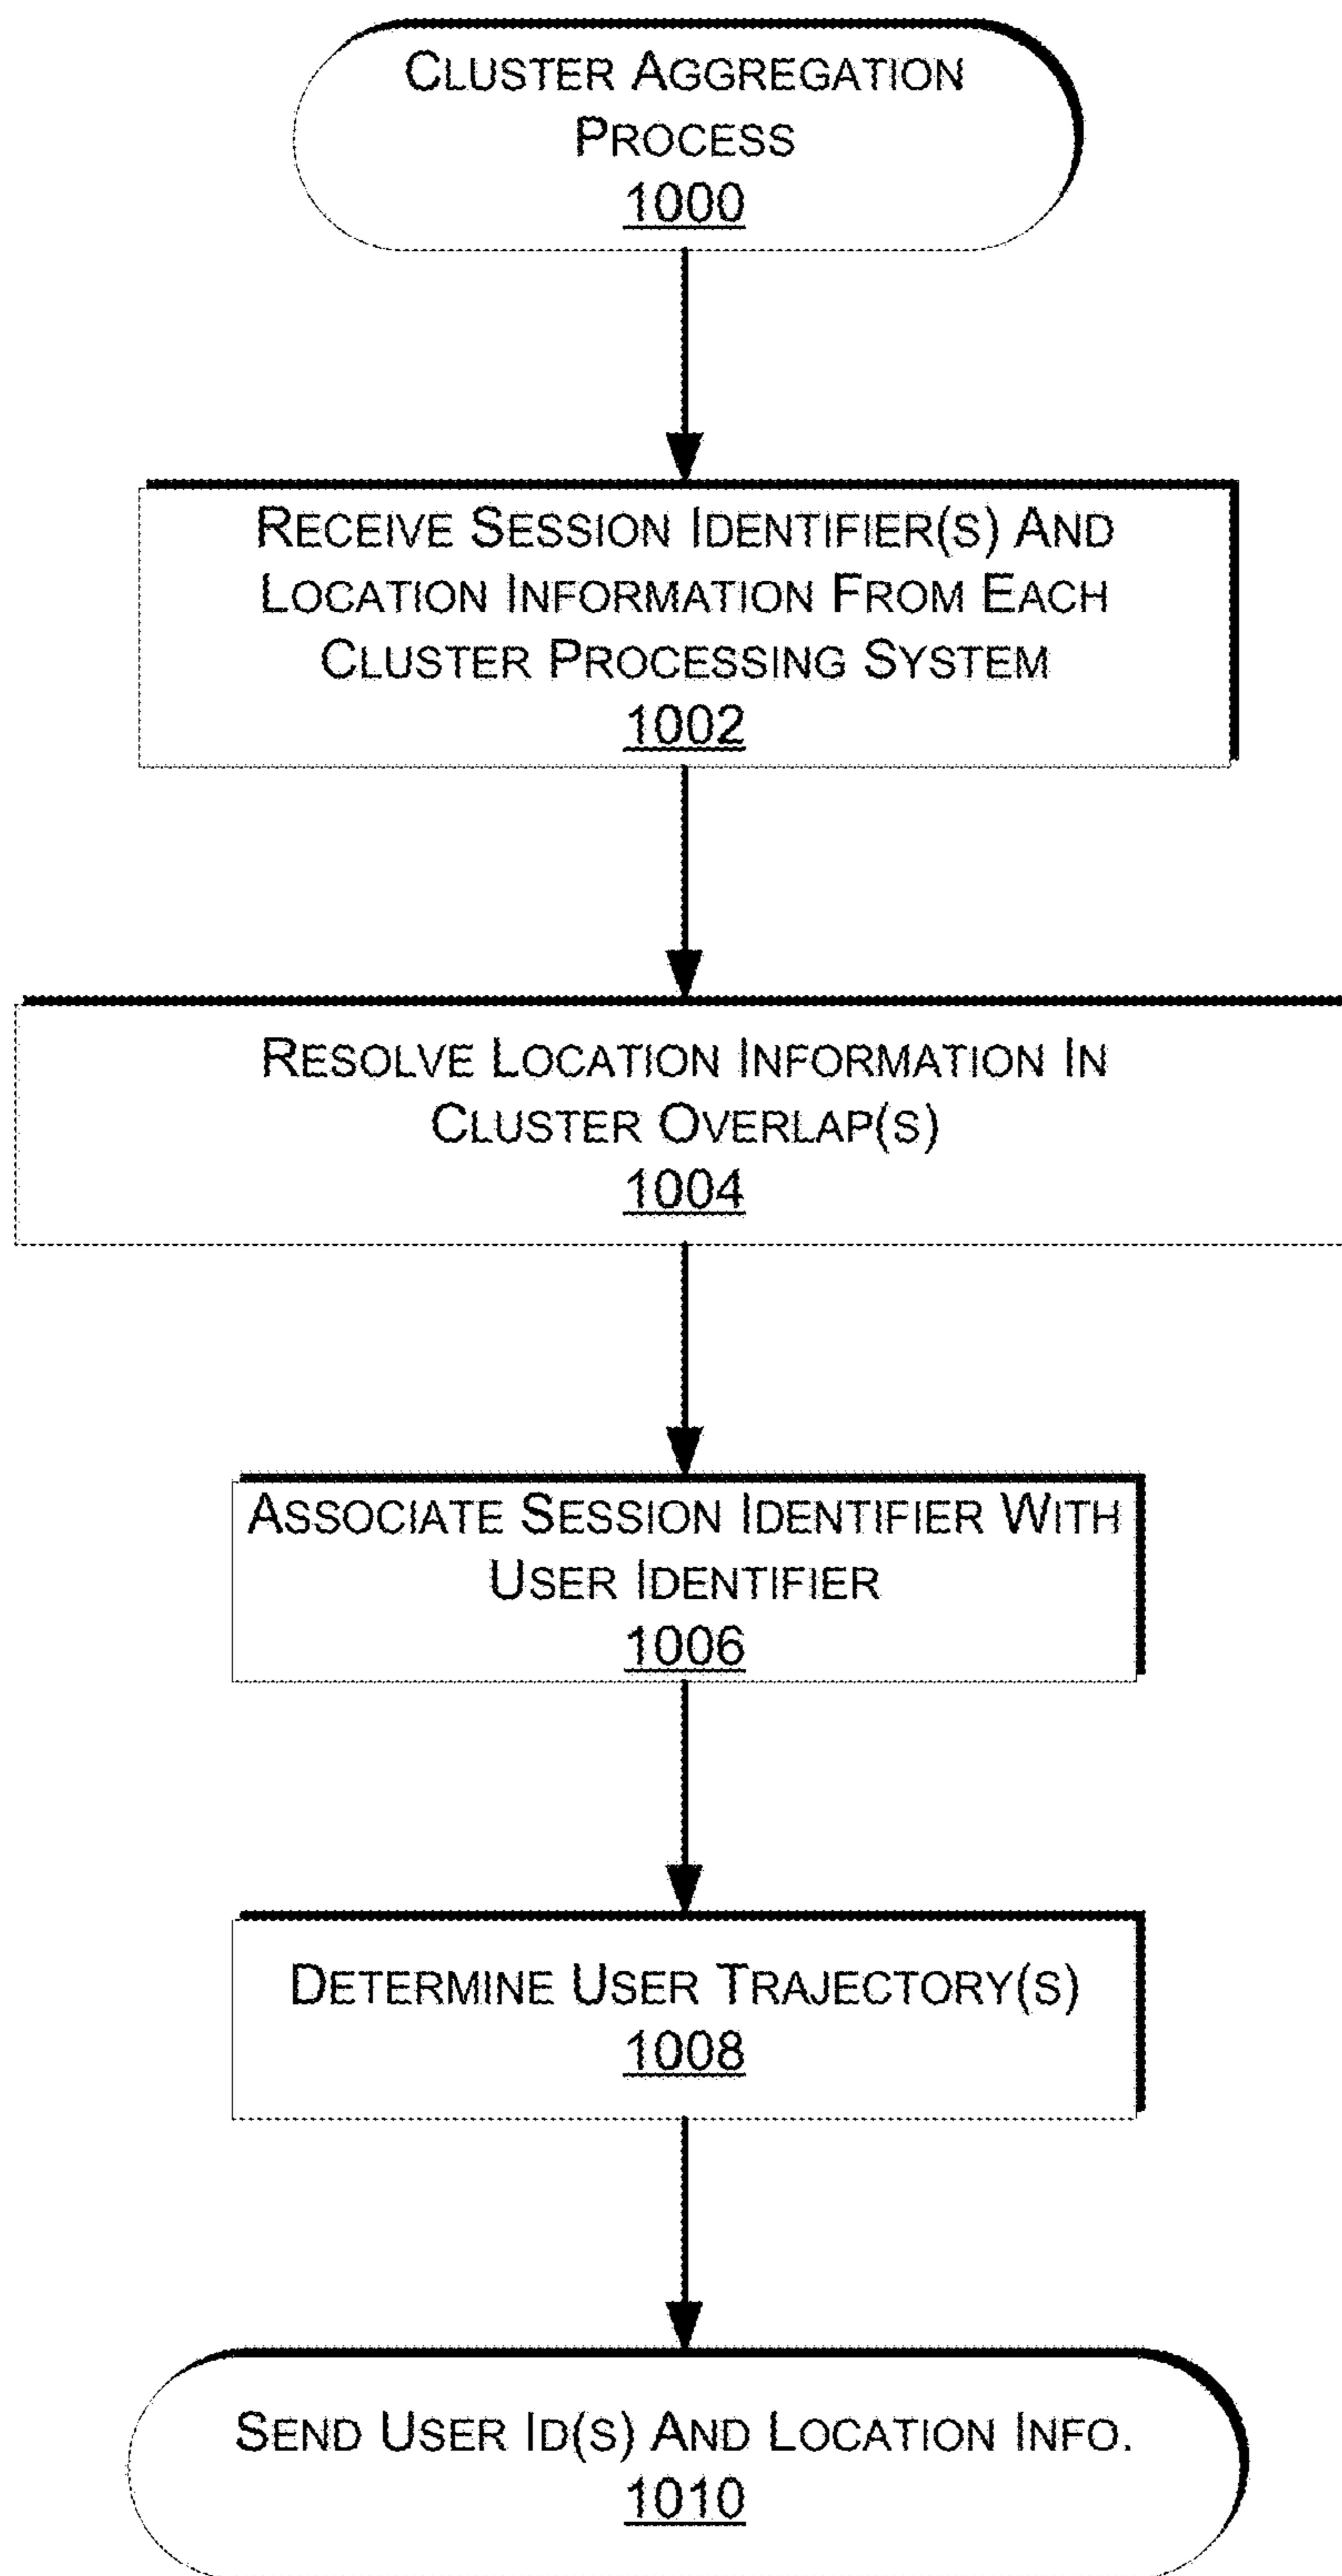 CLUSTER AGGREGATION
PROCESS
1000
RECEIVE SESSION IDENTIFIER(S) AND
LOCATION INFORMATION FROM EACH
CLUSTER PROCESSING SYSTEM
1002
RESOLVE LOCATION INFORMATION IN
CLUSTER OVERLAP(S)
1004
ASSOCIATE SESSION IDENTIFIER WITH
USER IDENTIFIER
1006
DETERMINE USER TRAJECTORY(S)
1008
SEND USER ID(S) AND LOCATION INFO.
1010